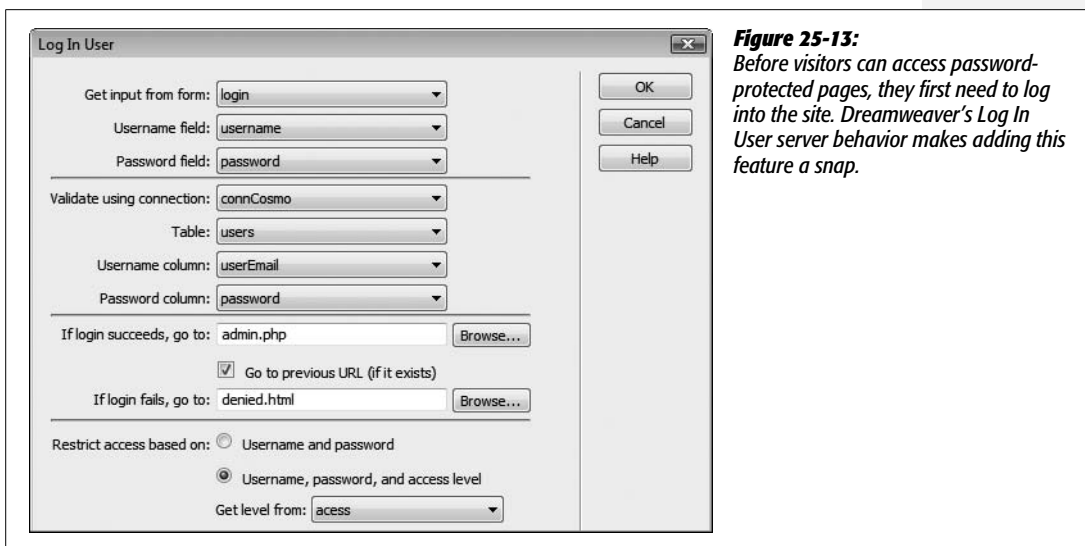 Log In User
Get input from form: login
Username field: username
Password field: password
Validate using connection: connCosmo
Table: users
Username column: userEmail
Password column: password
If login succeeds, go to: admin.php Browse...
Go to previous URL (if it exists)
If login fails, go to: denied.html Browse...
Restrict access based on: Username and password
Username, password, and access level
Get level from: acess
OK
Cancel
Help
Figure 25-13:
Before visitors can access password-
protected pages, they first need to log
into the site. Dreamweaver's Log In
User server behavior makes adding this
feature a snap.